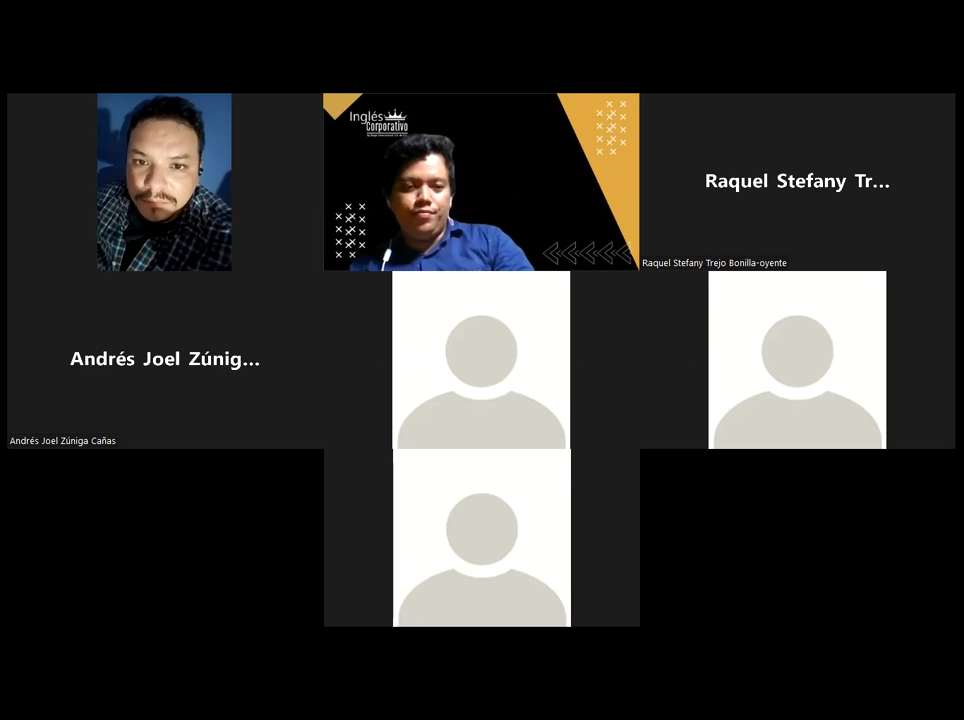 Inglés
Corporativo
Raquel Stefany Tr...
Raquel Stefany Trejo Bonilla-oyente
Andrés Joel Zúnig...
Andrés Joel Zúniga Cañas